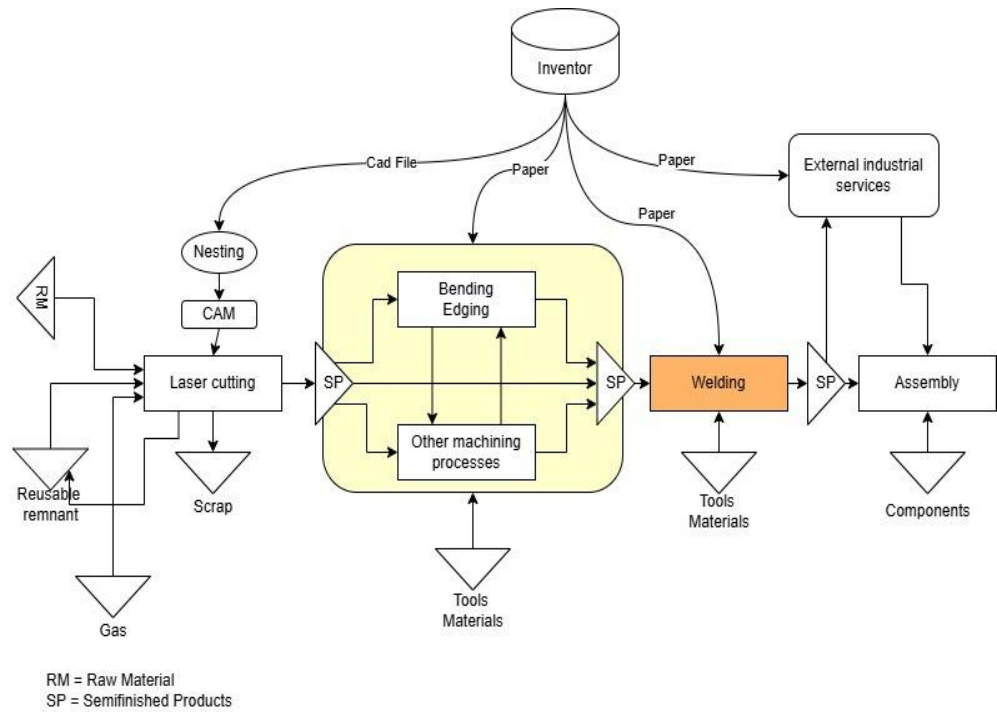 Inventor
Cad File
Paper
Paper
Paper
External industrial
services
Nesting
CAM
RM
Laser cutting
SP
Bending
Edging
Other machining
processes
SP
Welding
SP
Assembly
Reusable
remnant
Scrap
Gas
Tools
Materials
Tools
Materials
Components
RM = Raw Material
SP = Semifinished Products